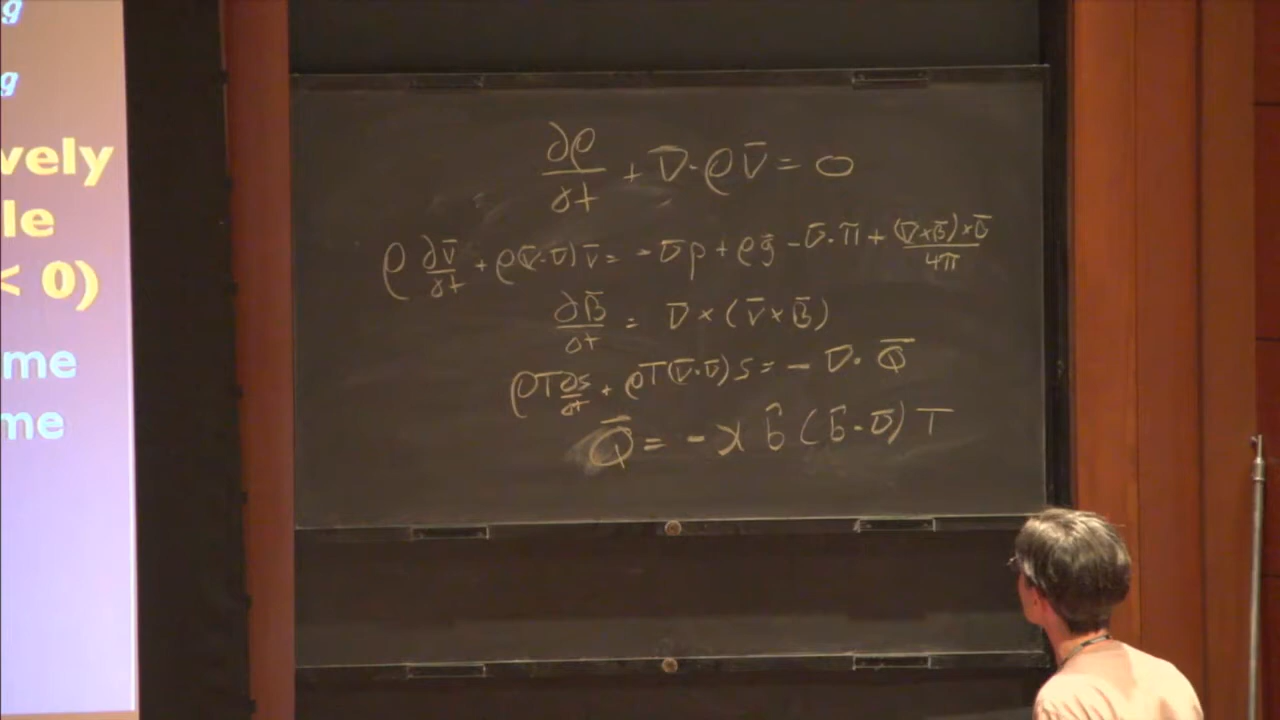 g
g
vely
le
< 0)
me
me
∂ρ/∂t + ∇·ρv̄ = 0
ρ ∂v̄/∂t + ρ(v̄·∇̄)v̄ = -∇̄p + ρḡ - ∇̄·π̄ + (∇̄×B̄)×B̄/4π
∂B̄/∂t = ∇̄×(v̄×B̄)
ρT ∂s/∂t + ρT(v̄·∇̄)s = -∇·Q̄
Q̄ = -χ b̂(b̂·∇̄)T